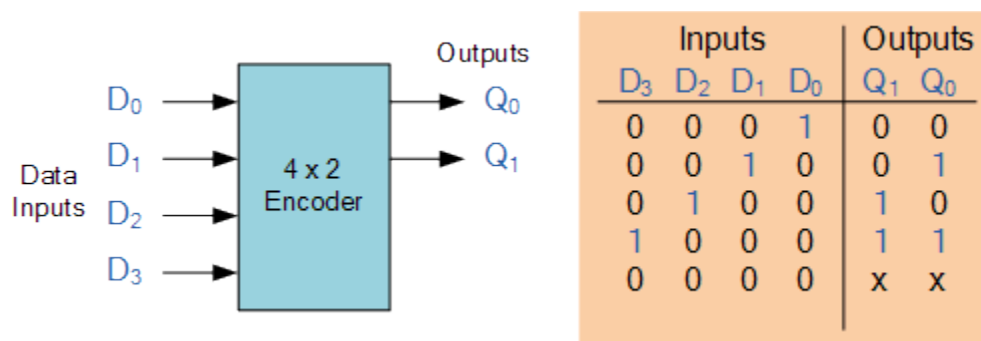 Outputs
D₀
D₁
D₂
D₃
Data
Inputs
4 x 2
Encoder
Q₀
Q₁
Inputs Outputs
D₃ D₂ D₁ D₀ Q₁ Q₀
0 0 0 1 0 0
0 0 1 0 0 1
0 1 0 0 1 0
1 0 0 0 1 1
0 0 0 0 x x